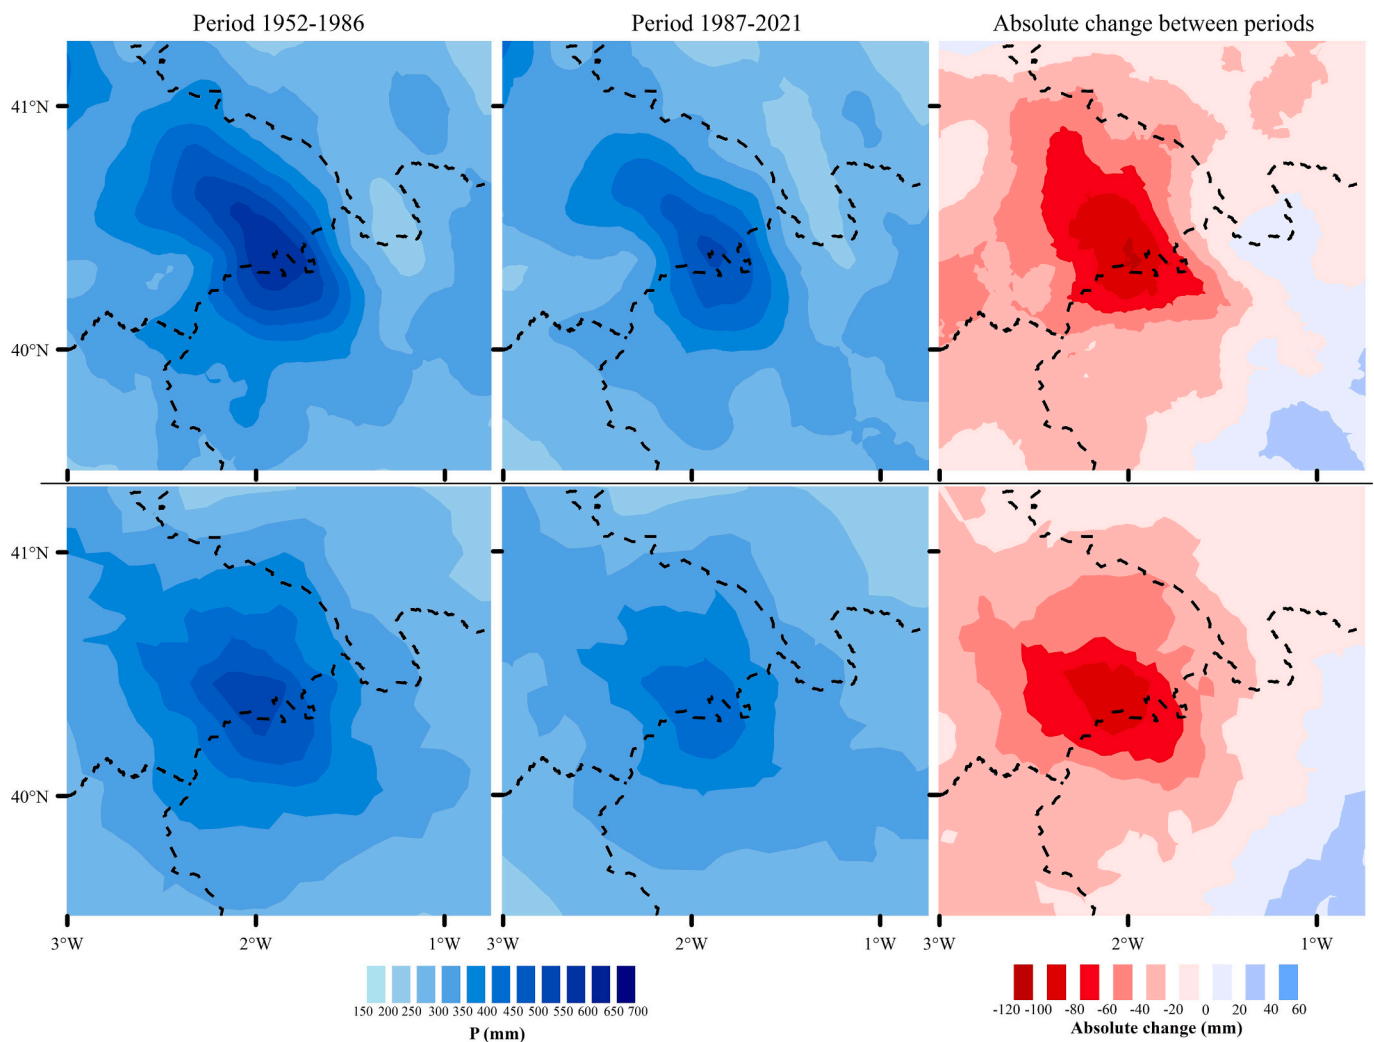 Period 1952-1986 Period 1987-2021 Absolute change between periods
41°N
40°N
41°N
40°N
3°W 2°W 1°W 2°W 1°W 3°W 2°W 1°W
150 200 250 300 350 400 450 500 550 600 650 700
P (mm)
-120 -100 -80 -60 -40 -20 0 20 40 60
Absolute change (mm)